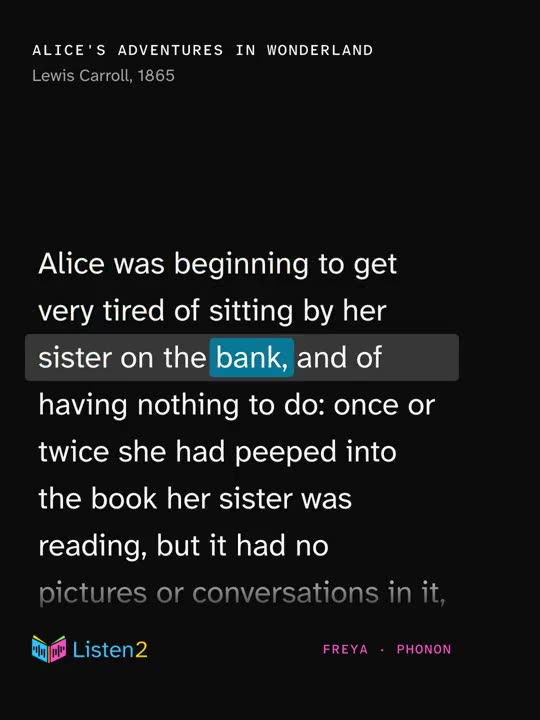 ALICE'S ADVENTURES IN WONDERLAND
Lewis Carroll, 1865
Alice was beginning to get
very tired of sitting by her
sister on the bank, and of
having nothing to do: once or
twice she had peeped into
the book her sister was
reading, but it had no
pictures or conversations in it,
Listen2
FREYA · PHONON